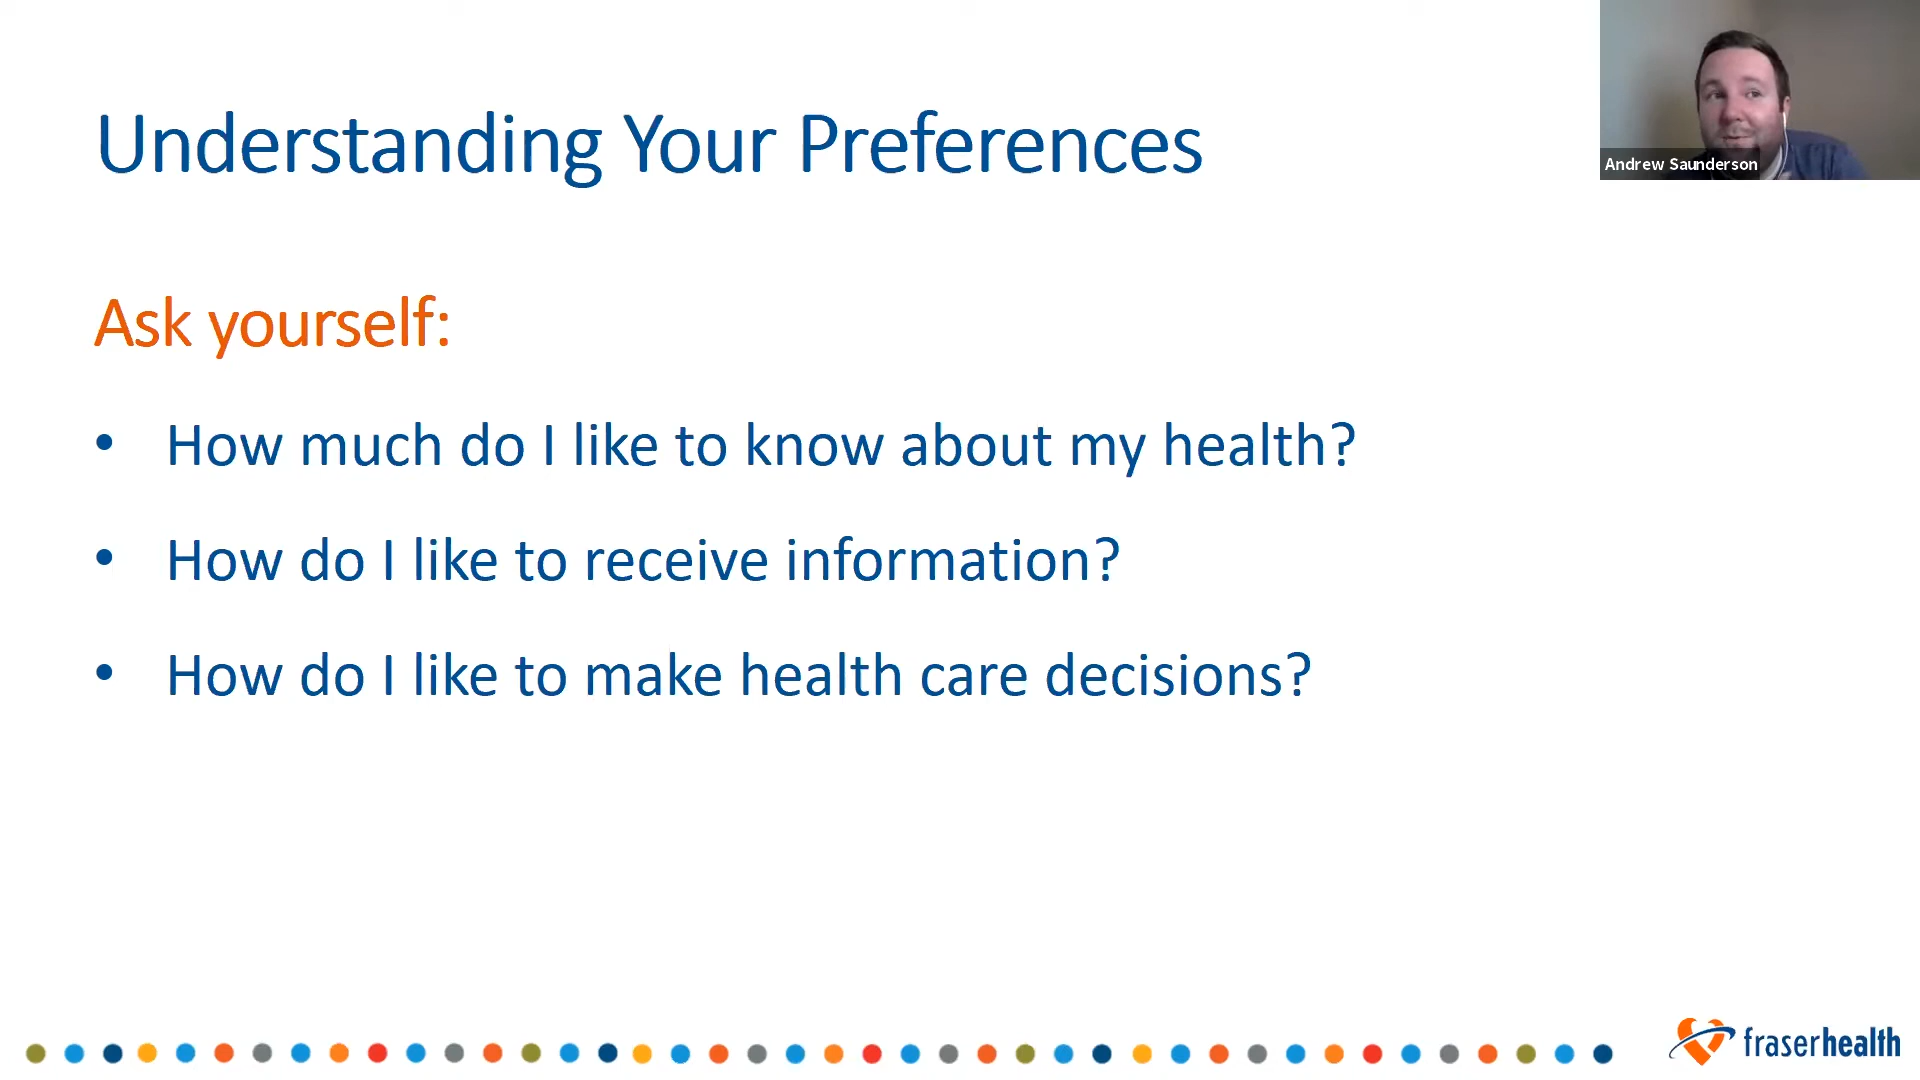 Understanding Your Preferences
Andrew Saunderson
Ask yourself:
• How much do I like to know about my health?
• How do I like to receive information?
• How do I like to make health care decisions?
fraserhealth